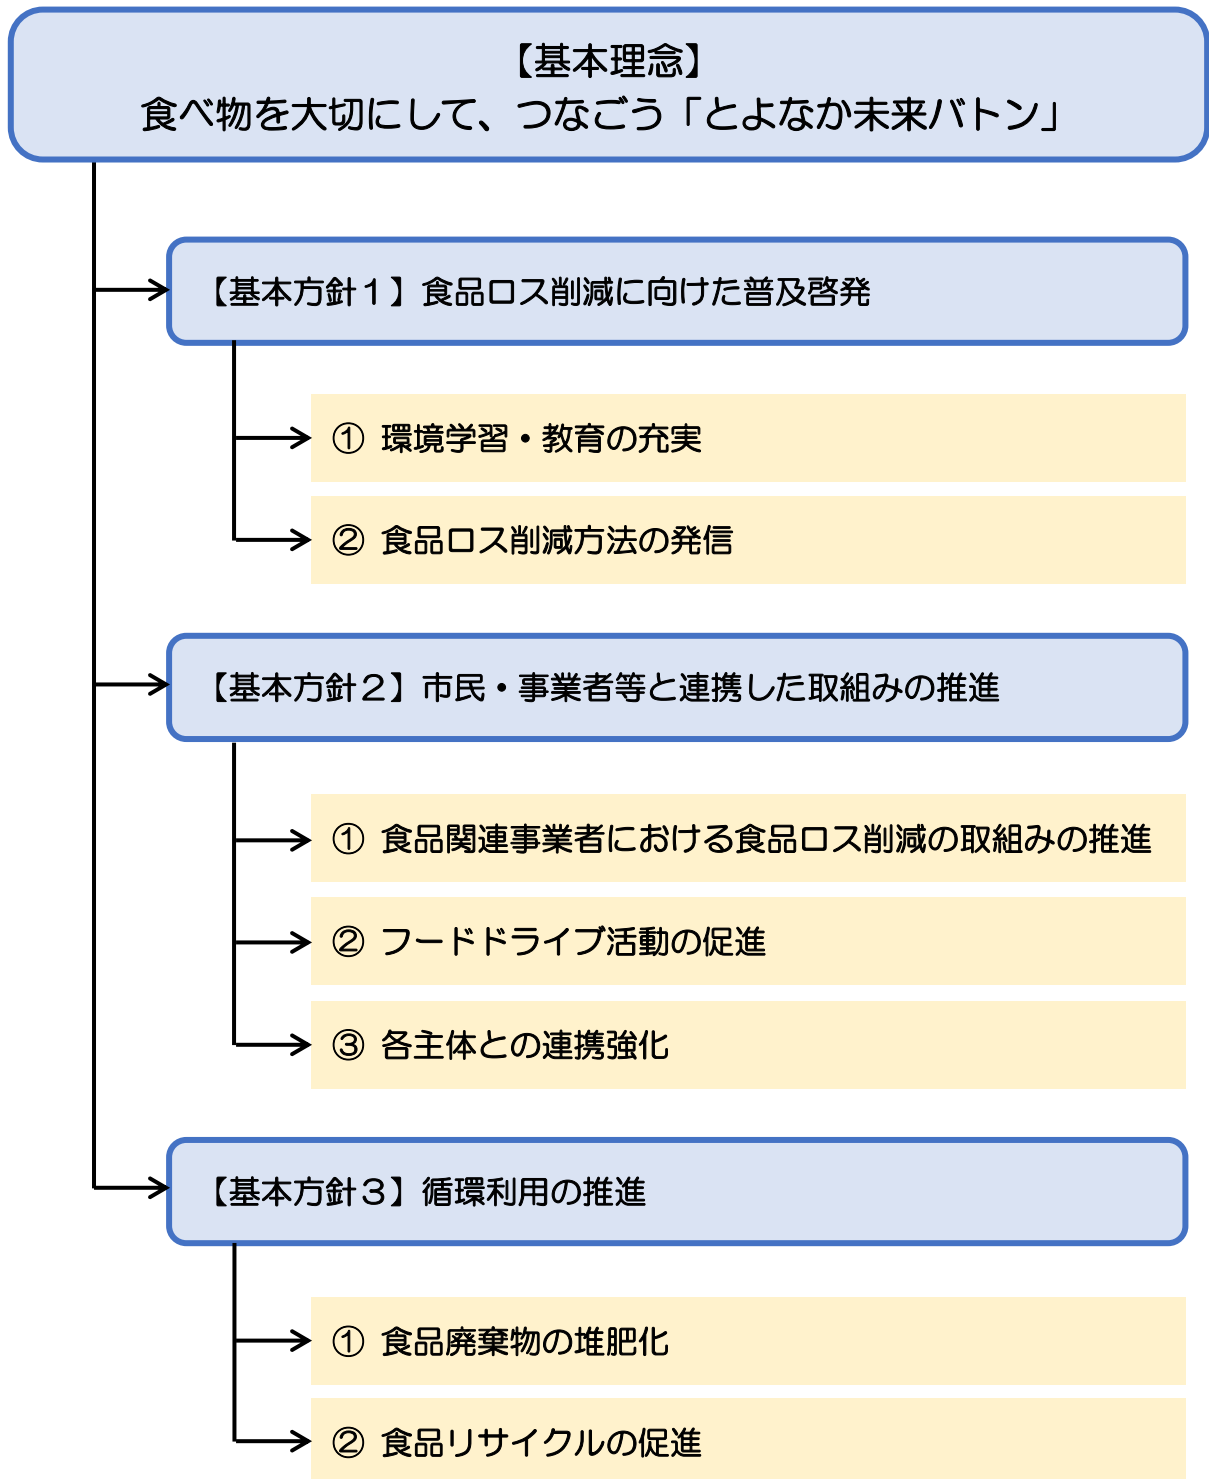 【基本理念】
食べ物を大切にして、つなごう「とよなか未来バトン」
【基本方針１】食品ロス削減に向けた普及啓発
① 環境学習・教育の充実
② 食品ロス削減方法の発信
【基本方針２】市民・事業者等と連携した取組みの推進
① 食品関連事業者における食品ロス削減の取組みの推進
② フードドライブ活動の促進
③ 各主体との連携強化
【基本方針３】循環利用の推進
① 食品廃棄物の堆肥化
② 食品リサイクルの促進